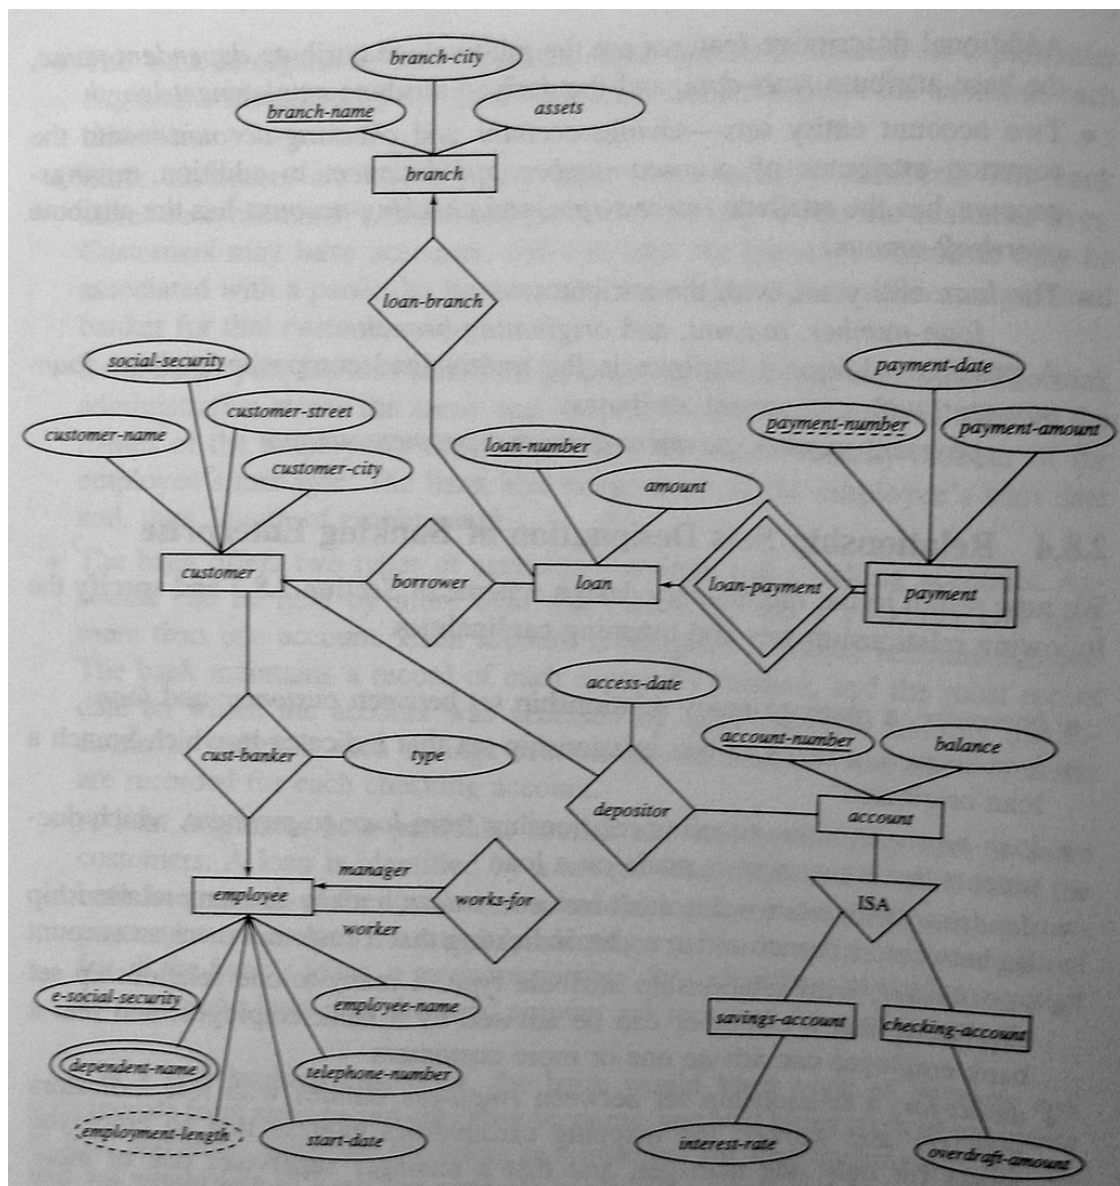 branch-city
branch-name
assets
branch
loan-branch
social-security
payment-date
customer-street
customer-name
loan-number
payment-number
payment-amount
customer-city
amount
customer
borrower
loan
loan-payment
payment
access-date
account-number
balance
cust-banker
type
depositor
account
manager
employee
works-for
ISA
worker
e-social-security
employee-name
savings-account
checking-account
dependent-name
telephone-number
employment-length
start-date
interest-rate
overdraft-amount